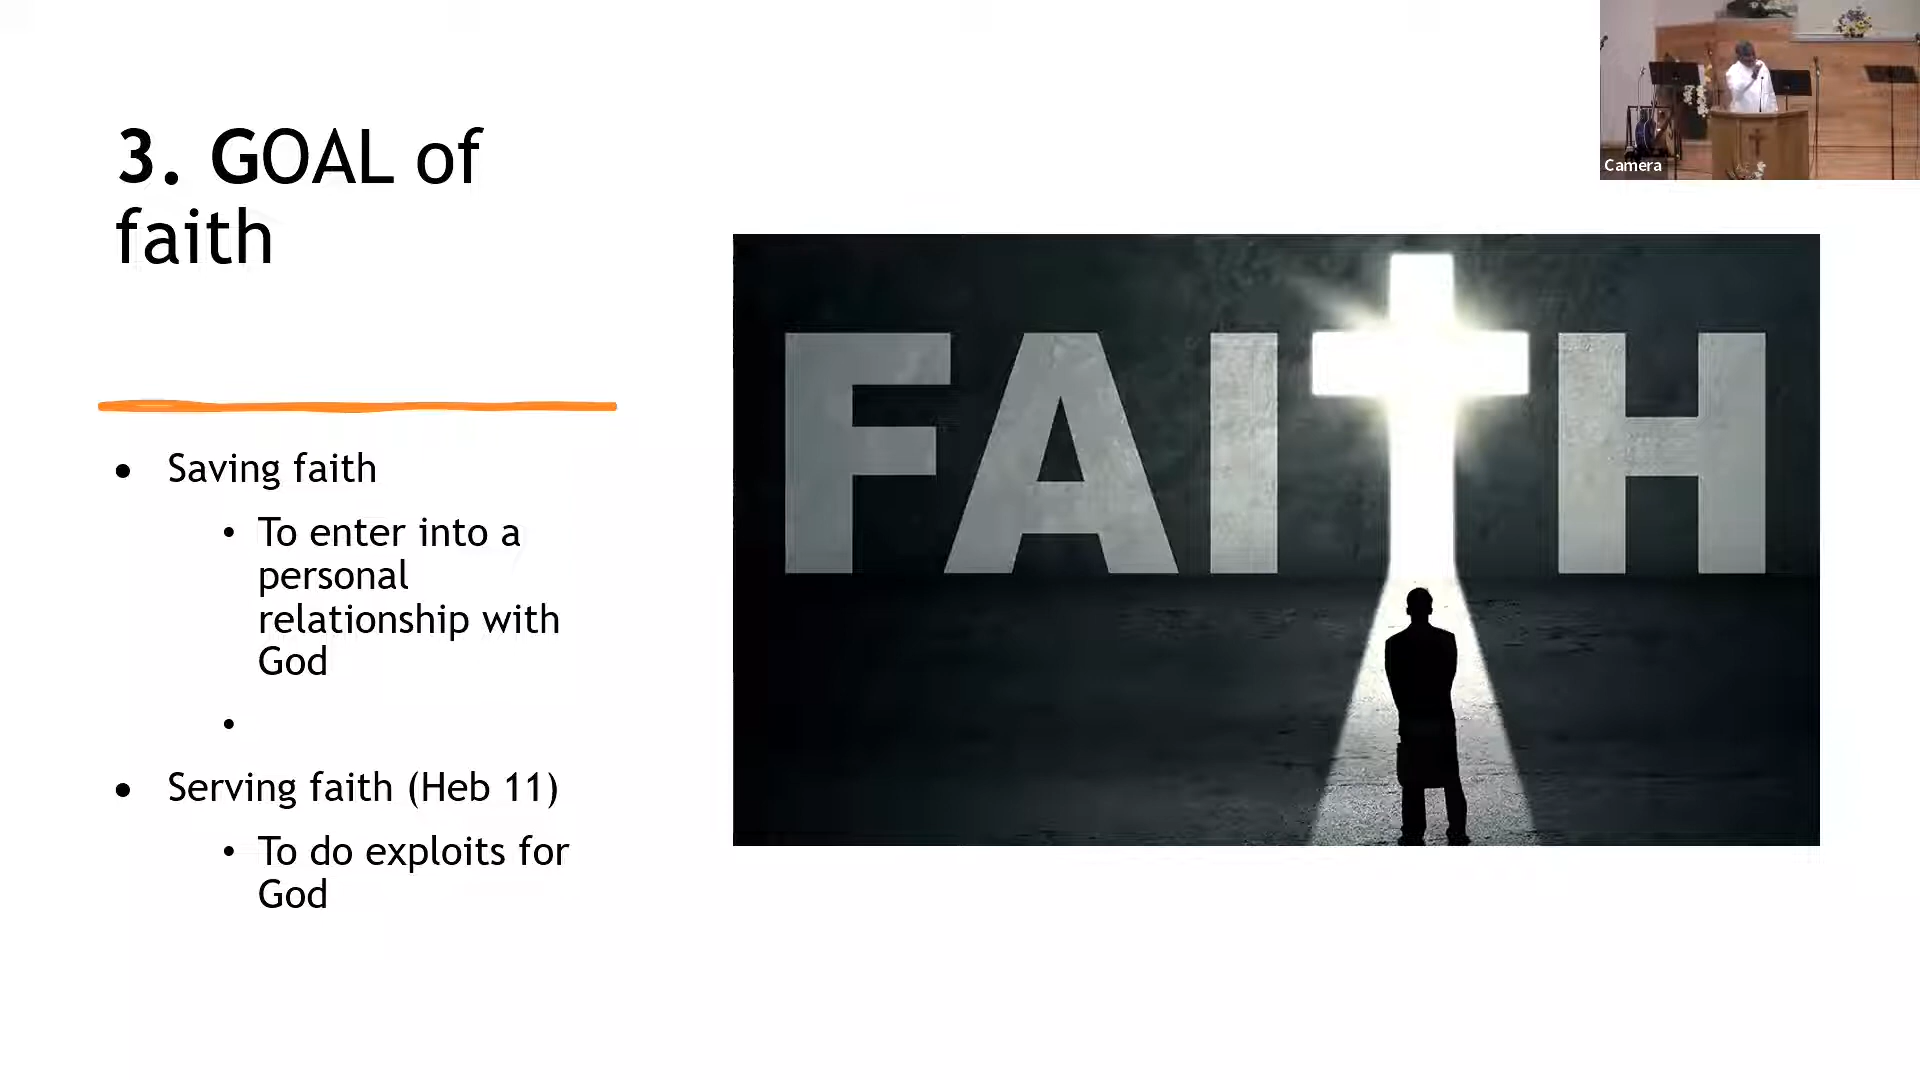 3. GOAL of
faith
• Saving faith
• To enter into a
personal
relationship with
God
•
• Serving faith (Heb 11)
• To do exploits for
God
FAITH
Camera